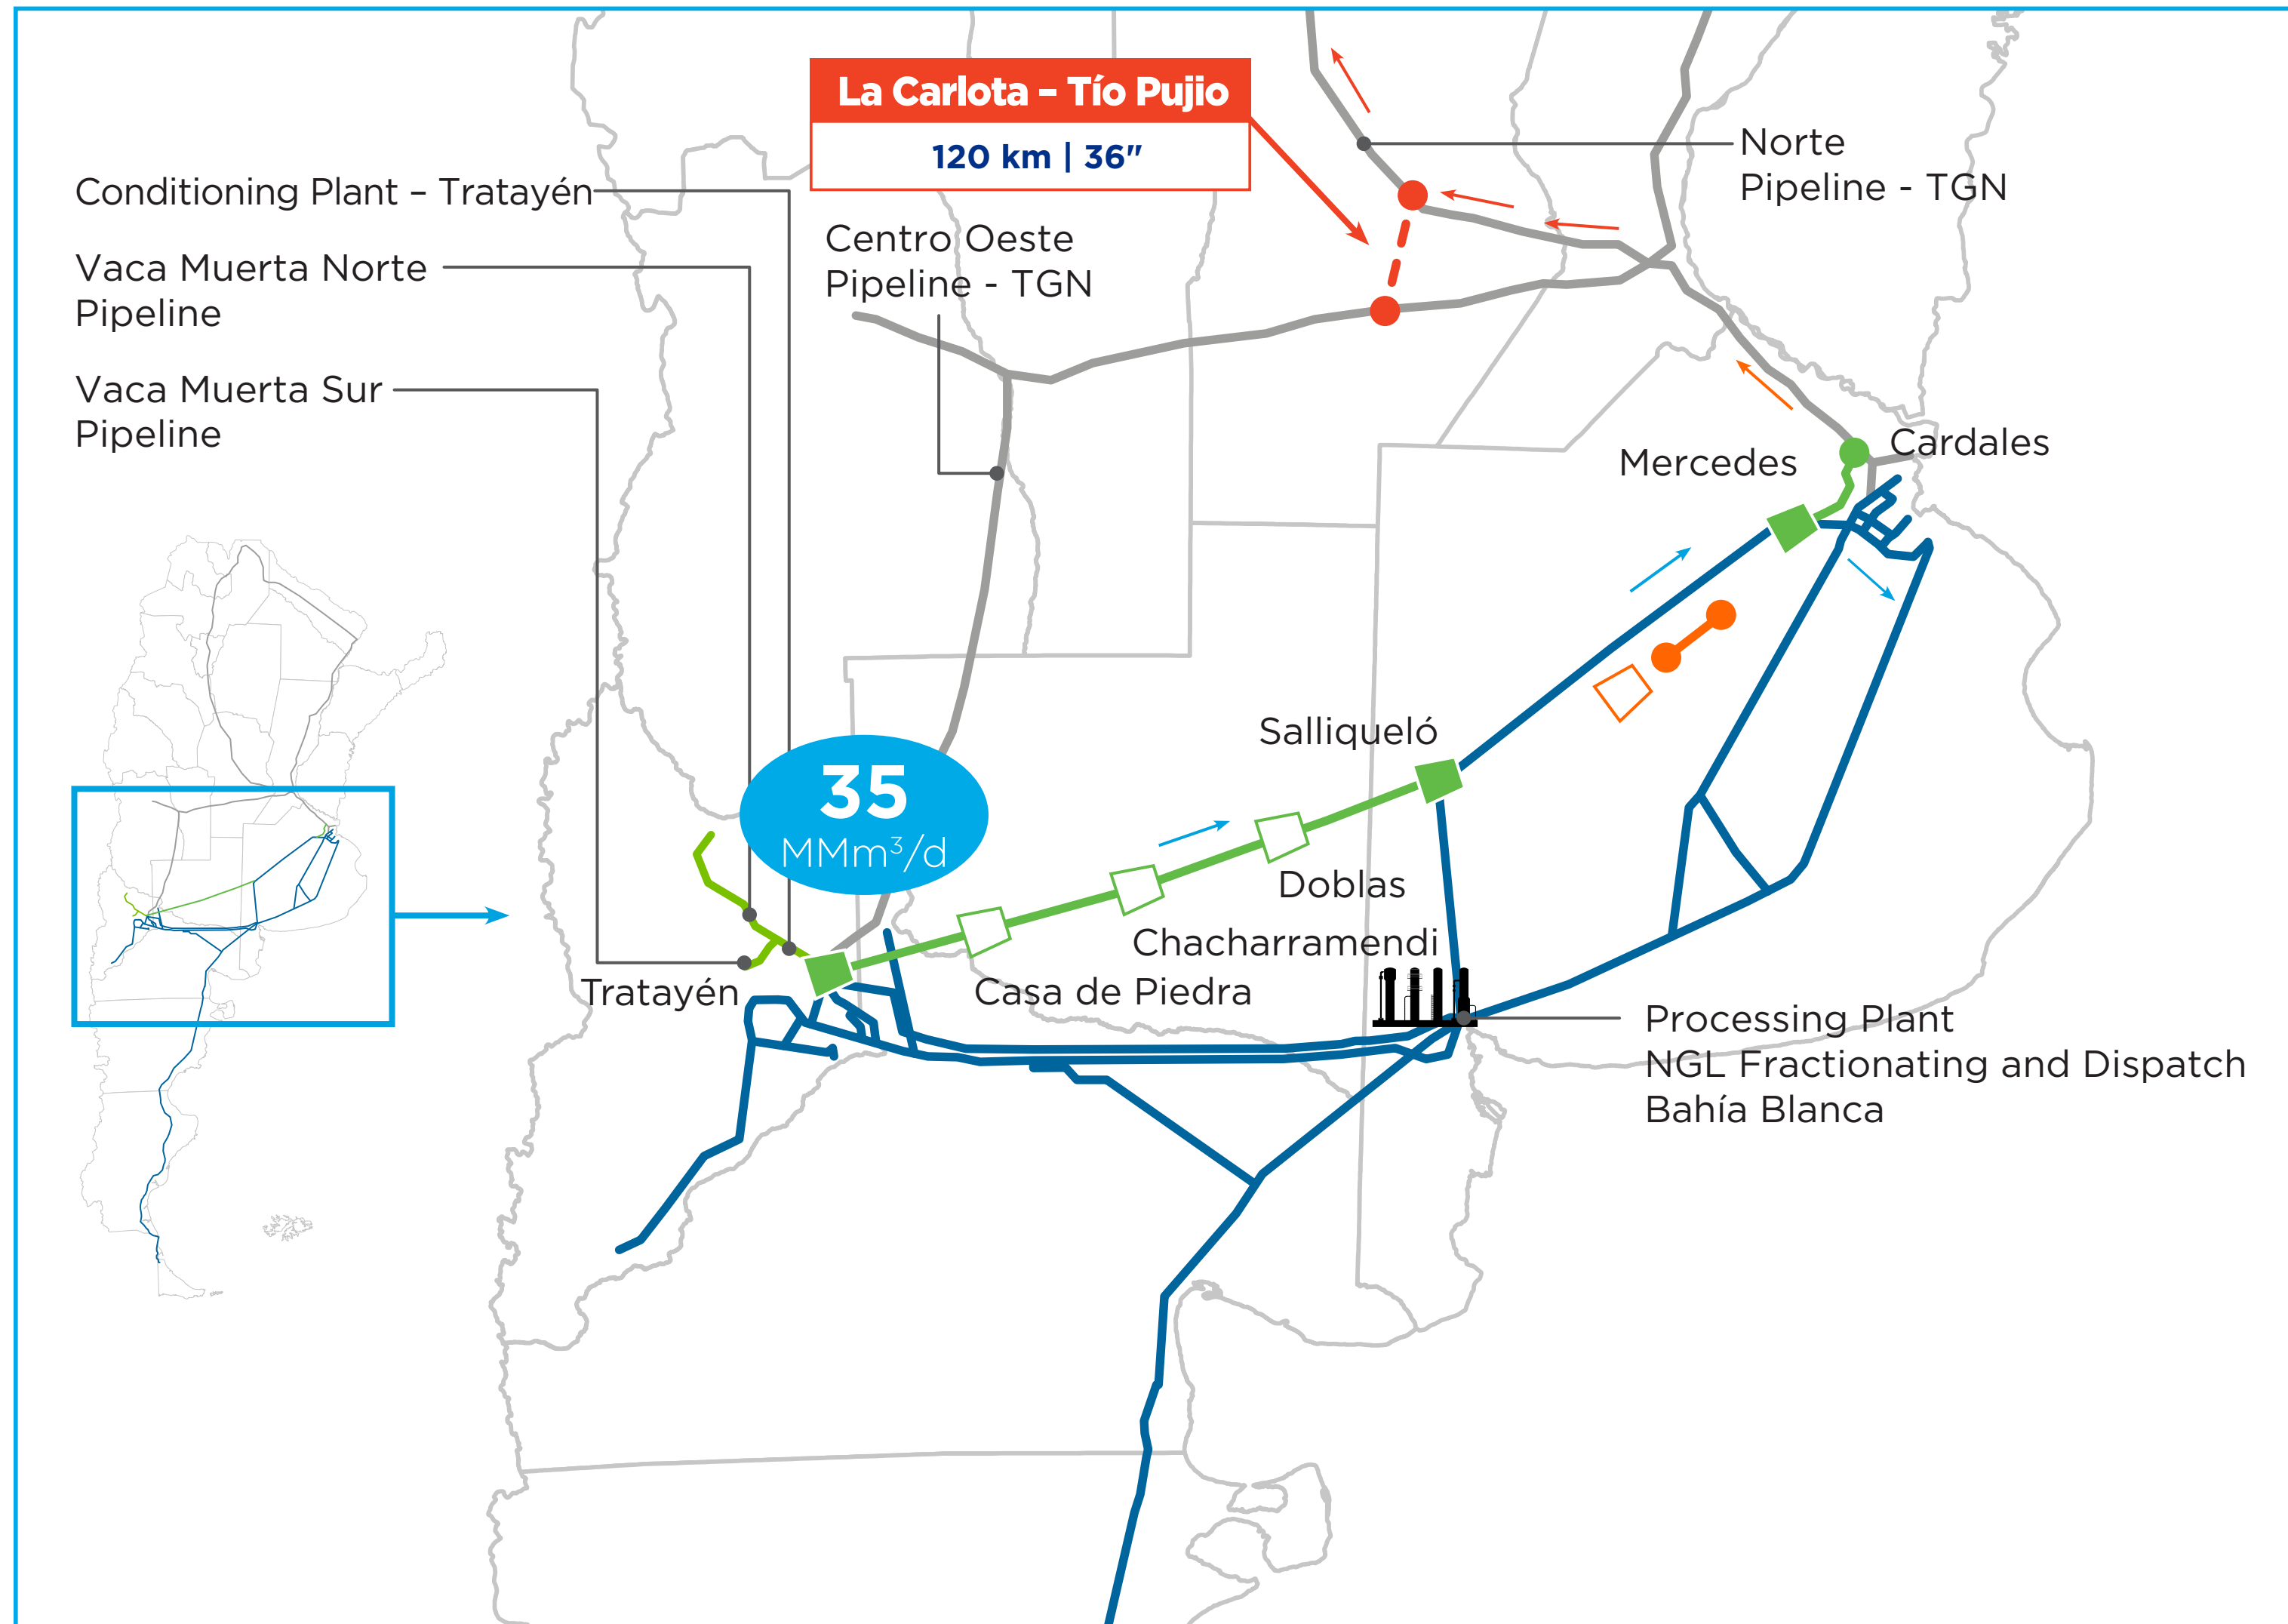 La Carlota – Tío Pujio
120 km | 36"
Norte
Pipeline - TGN
Conditioning Plant – Tratayén
Vaca Muerta Norte
Pipeline
Vaca Muerta Sur
Pipeline
Centro Oeste
Pipeline - TGN
Cardales
Mercedes
Salliqueló
35
MMm³/d
Doblas
Chacharramendi
Casa de Piedra
Tratayén
Processing Plant
NGL Fractionating and Dispatch
Bahía Blanca